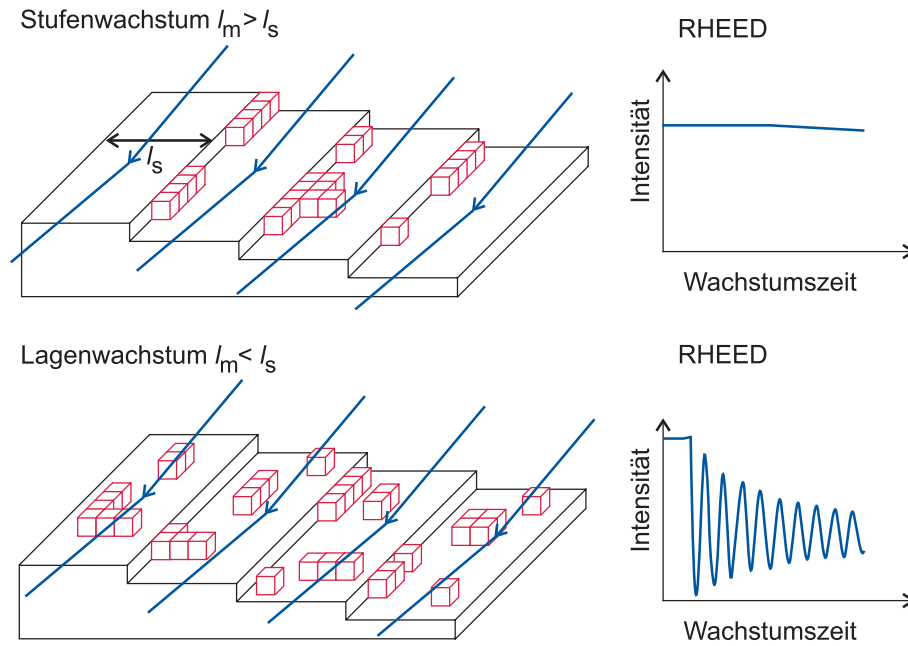 Stufenwachstum lm > ls
RHEED
Intensität
ls
Wachstumszeit
Lagenwachstum lm < ls
RHEED
Intensität
Wachstumszeit